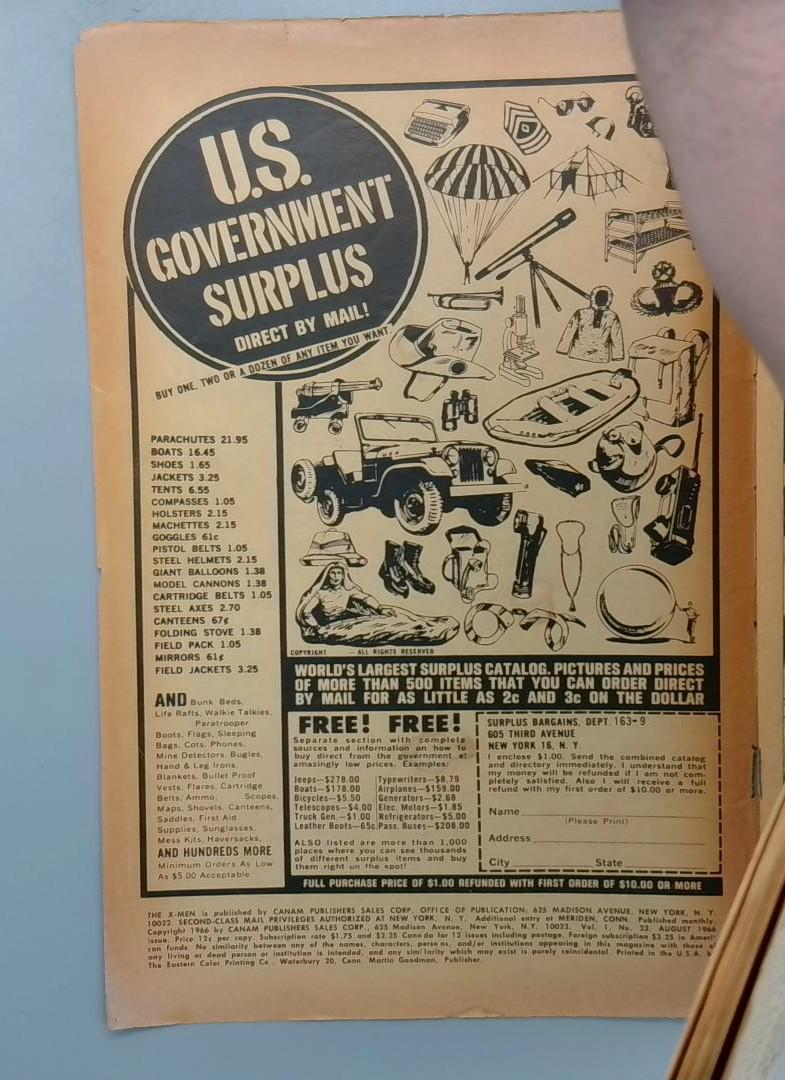 U.S.
GOVERNMENT
SURPLUS
DIRECT BY MAIL!
BUY ONE, TWO OR A DOZEN OF ANY ITEM YOU WANT.
PARACHUTES 21.95
BOATS 16.45
SHOES 1.65
JACKETS 3.25
TENTS 6.55
COMPASSES 1.05
HOLSTERS 2.15
MACHETTES 2.15
GOGGLES 61c
PISTOL BELTS 1.05
STEEL HELMETS 2.15
GIANT BALLOONS 1.38
MODEL CANNONS 1.38
CARTRIDGE BELTS 1.05
STEEL AXES 2.70
CANTEENS 67¢
FOLDING STOVE 1.38
FIELD PACK 1.05
MIRRORS 61¢
FIELD JACKETS 3.25
AND Bunk Beds,
Life Rafts, Walkie Talkies,
Paratrooper
Boots, Flags, Sleeping
Bags, Cots, Phones,
Mine Detectors, Bugles,
Hand & Leg Irons,
Blankets, Bullet Proof
Vests, Flares, Cartridge
Belts, Ammo, Scopes,
Maps, Shovels, Canteens,
Saddles, First Aid
Supplies, Sunglasses,
Mess Kits, Haversacks,
AND HUNDREDS MORE
Minimum Orders As Low
As $5.00 Acceptable
COPYRIGHT — ALL RIGHTS RESERVED
WORLD'S LARGEST SURPLUS CATALOG. PICTURES AND PRICES
OF MORE THAN 500 ITEMS THAT YOU CAN ORDER DIRECT
BY MAIL FOR AS LITTLE AS 2c AND 3c ON THE DOLLAR
FREE! FREE!
Separate section with complete
sources and information on how to
buy direct from the government at
amazingly low prices. Examples:
Jeeps—$278.00
Boats—$178.00
Bicycles—$5.50
Telescopes—$4.00
Truck Gen.—$1.00
Leather Boots—65c
Typewriters—$8.79
Airplanes—$159.00
Generators—$2.68
Elec. Motors—$1.85
Refrigerators—$5.00
Pass. Buses—$208.00
ALSO listed are more than 1,000
places where you can see thousands
of different surplus items and buy
them right on the spot!
SURPLUS BARGAINS, DEPT. 163-9
605 THIRD AVENUE
NEW YORK 16, N. Y.
I enclose $1.00. Send the combined catalog
and directory immediately. I understand that
my money will be refunded if I am not com-
pletely satisfied. Also I will receive a full
refund with my first order of $10.00 or more.
Name
(Please Print)
Address
City State
FULL PURCHASE PRICE OF $1.00 REFUNDED WITH FIRST ORDER OF $10.00 OR MORE
THE X-MEN is published by CANAM PUBLISHERS SALES CORP. OFFICE OF PUBLICATION: 625 MADISON AVENUE, NEW YORK, N. Y.
10022. SECOND-CLASS MAIL PRIVILEGES AUTHORIZED AT NEW YORK, N. Y. Additional entry at MERIDEN, CONN. Published monthly.
Copyright 1966 by CANAM PUBLISHERS SALES CORP., 625 Madison Avenue, New York, N.Y. 10022. Vol. 1, No. 23, AUGUST 1966
issue. Price 12¢ per copy. Subscription rate $1.75 and $2.25 Canada for 12 issues including postage. Foreign subscription $3.25 in Ameri
can funds. No similarity between any of the names, characters, persons, and/or institutions appearing in this magazine with those of
any living or dead person or institution is intended, and any similarity which may exist is purely coincidental. Printed in the U.S.A. b
The Eastern Color Printing Co., Waterbury 20, Conn. Martin Goodman, Publisher.